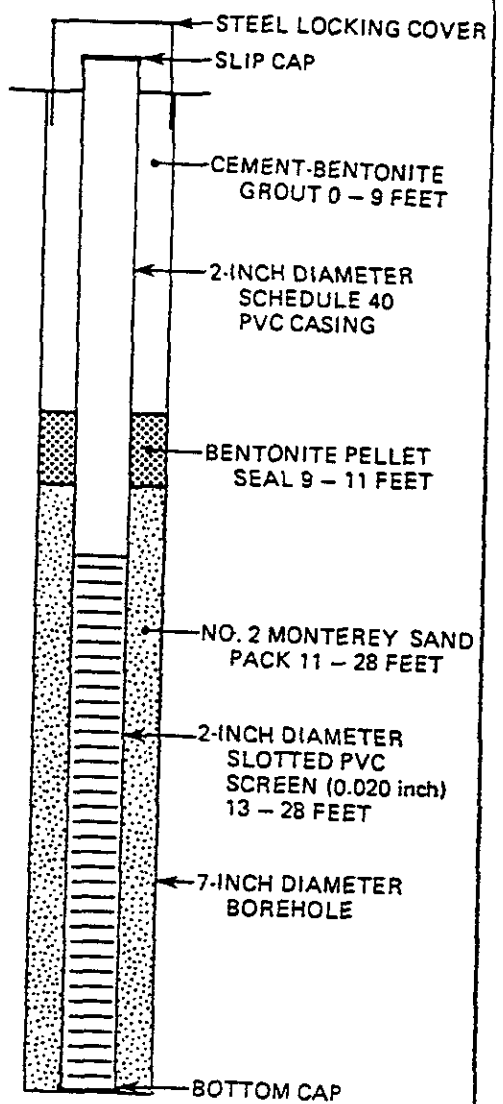 STEEL LOCKING COVER
SLIP CAP
CEMENT-BENTONITE
GROUT 0 – 9 FEET
2-INCH DIAMETER
SCHEDULE 40
PVC CASING
BENTONITE PELLET
SEAL 9 – 11 FEET
NO. 2 MONTEREY SAND
PACK 11 – 28 FEET
2-INCH DIAMETER
SLOTTED PVC
SCREEN (0.020 inch)
13 – 28 FEET
7-INCH DIAMETER
BOREHOLE
BOTTOM CAP